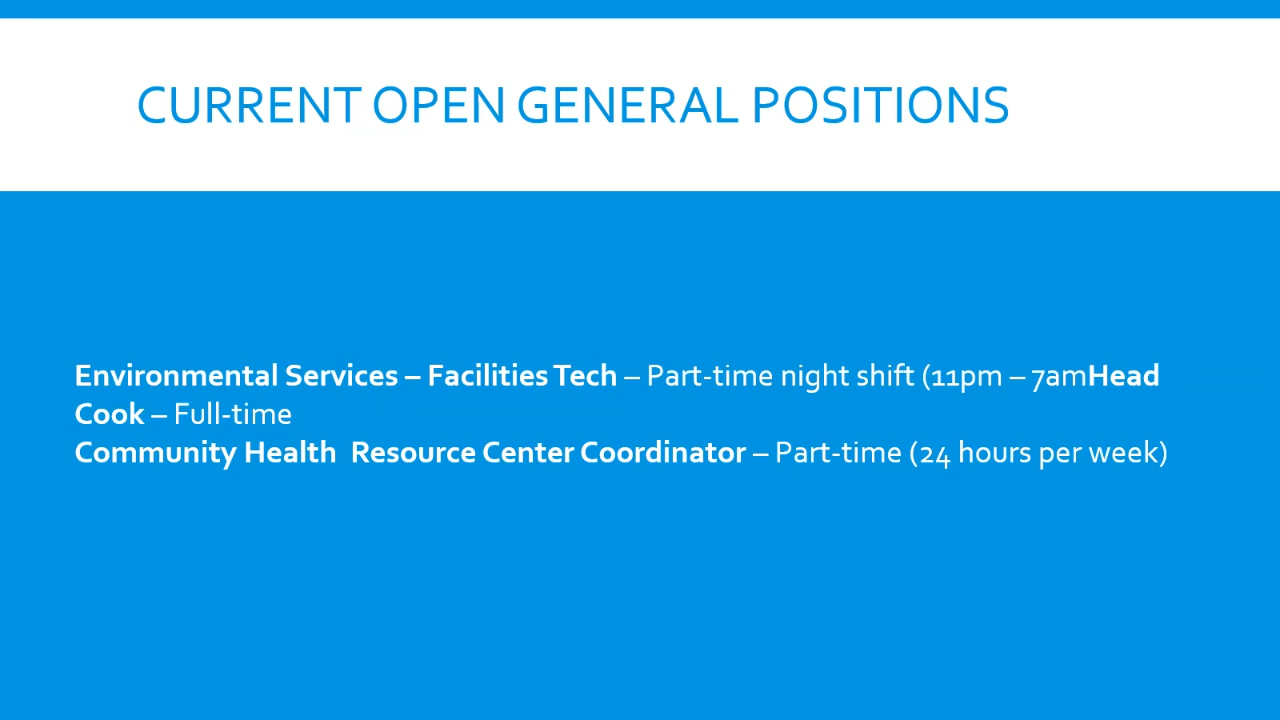 CURRENT OPEN GENERAL POSITIONS
Environmental Services – Facilities Tech – Part-time night shift (11pm – 7amHead
Cook – Full-time
Community Health  Resource Center Coordinator – Part-time (24 hours per week)